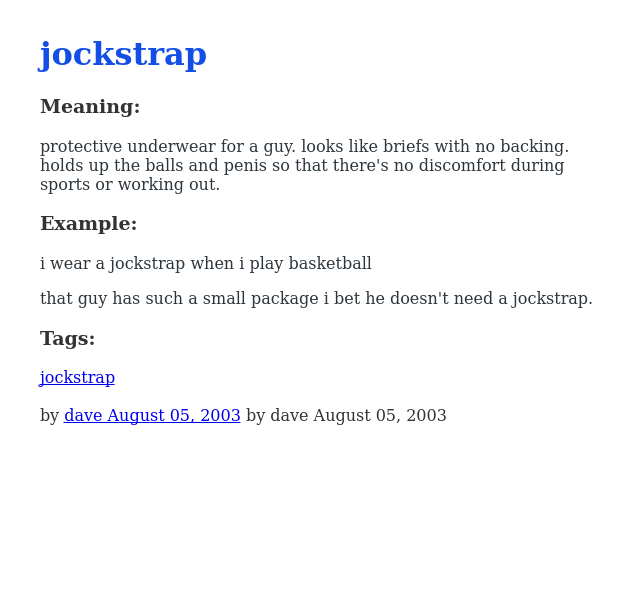 jockstrap
Meaning:
protective underwear for a guy. looks like briefs with no backing.
holds up the balls and penis so that there's no discomfort during
sports or working out.
Example:
i wear a jockstrap when i play basketball
that guy has such a small package i bet he doesn't need a jockstrap.
Tags:
jockstrap
by dave August 05, 2003 by dave August 05, 2003